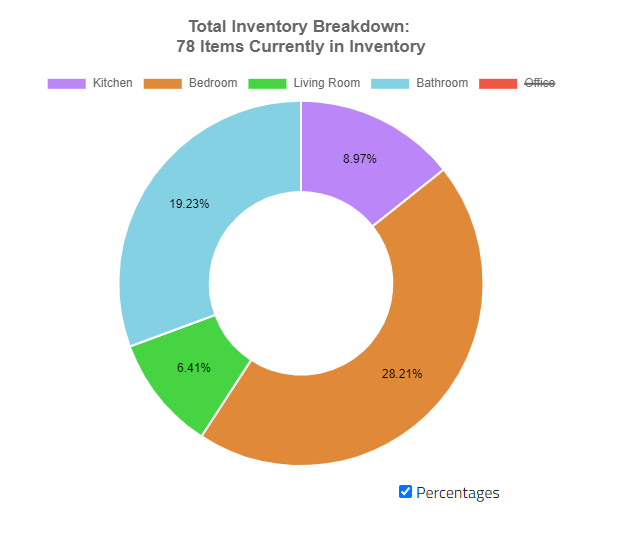 Total Inventory Breakdown:
78 Items Currently in Inventory
Kitchen Bedroom Living Room Bathroom Office
8.97%
19.23%
6.41%
28.21%
Percentages